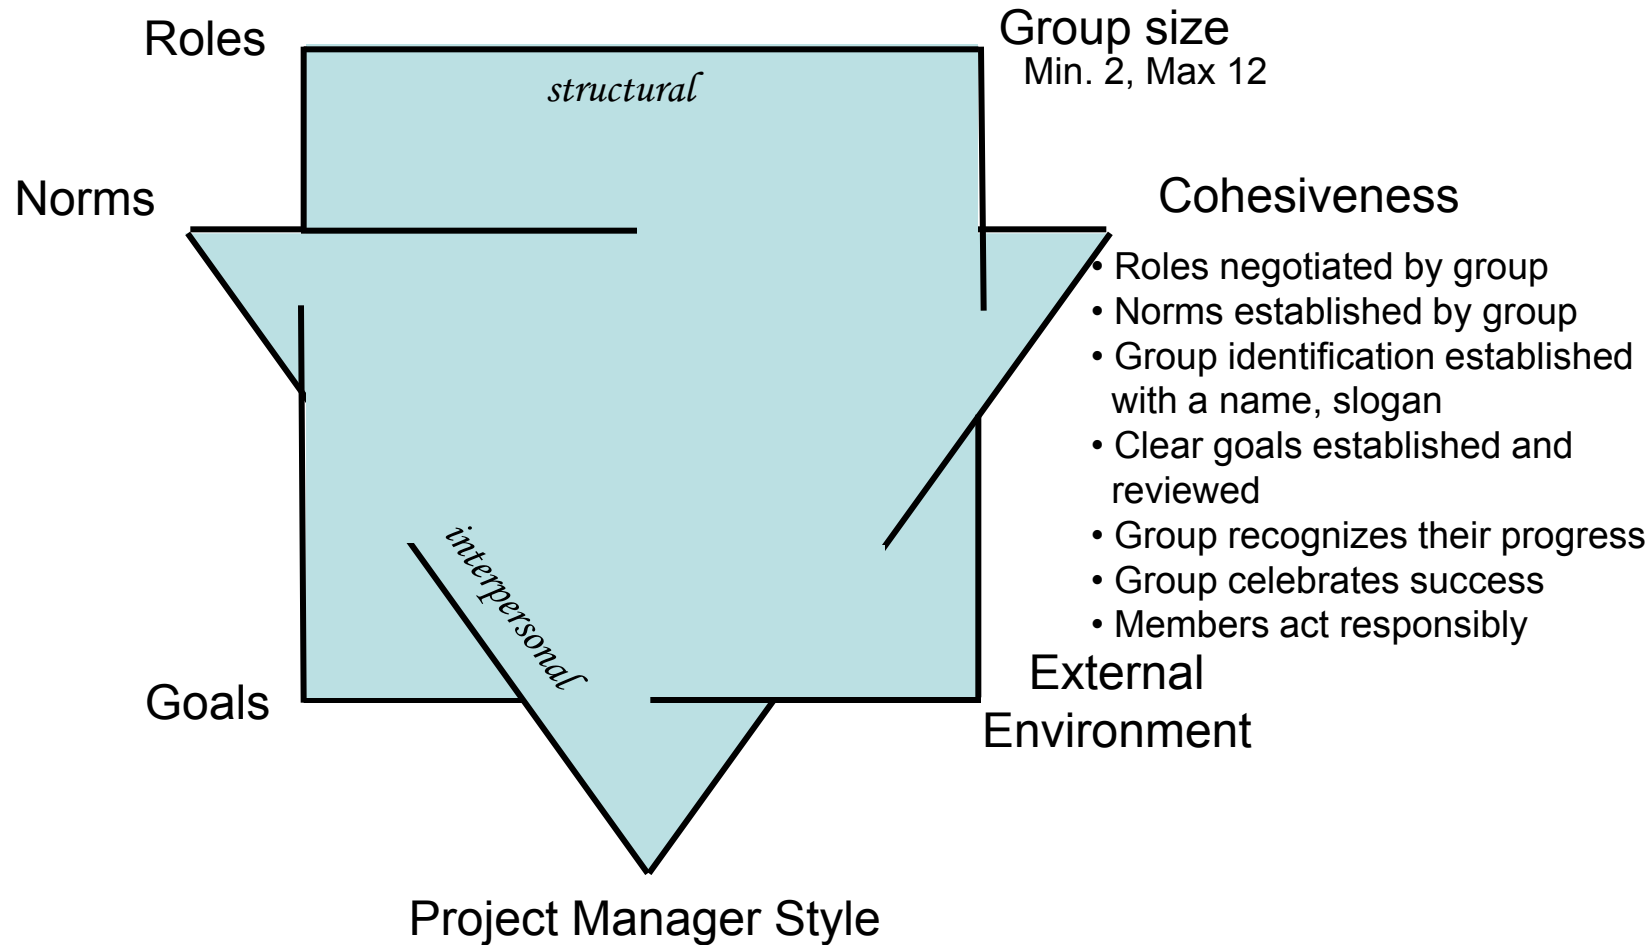 Roles
Group size
Min. 2, Max 12
structural
Norms
Cohesiveness
• Roles negotiated by group
• Norms established by group
• Group identification established
with a name, slogan
• Clear goals established and
reviewed
• Group recognizes their progress
• Group celebrates success
• Members act responsibly
interpersonal
Goals
External
Environment
Project Manager Style